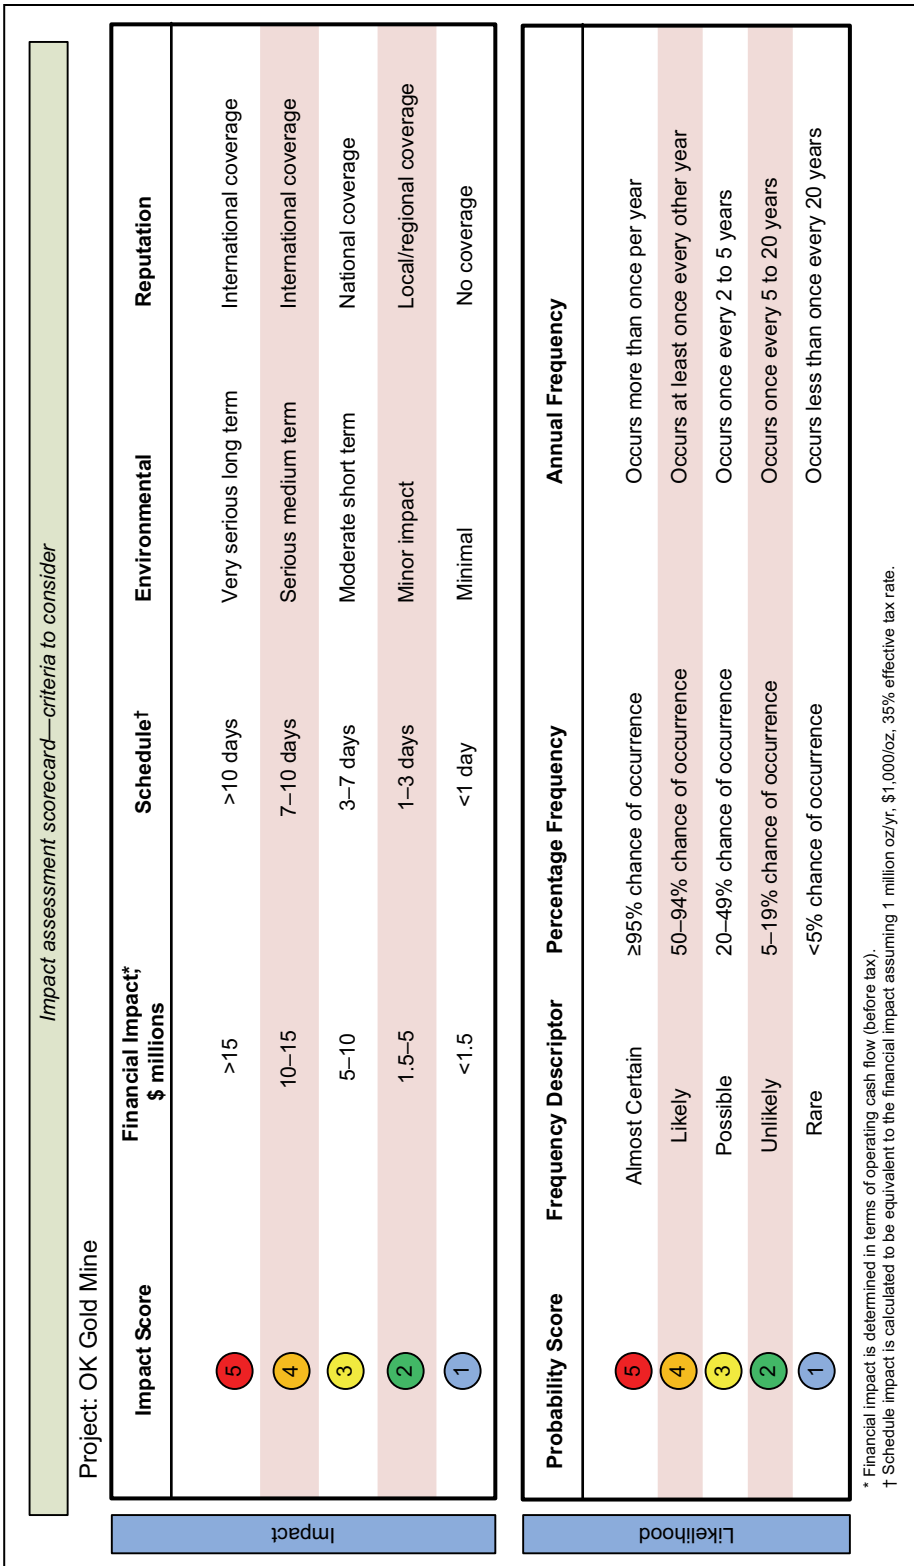 Impact assessment scorecard—criteria to consider
Project: OK Gold Mine
Impact
Impact Score Financial Impact*, $ millions Schedule† Environmental Reputation
5 >15 >10 days Very serious long term International coverage
4 10–15 7–10 days Serious medium term International coverage
3 5–10 3–7 days Moderate short term National coverage
2 1.5–5 1–3 days Minor impact Local/regional coverage
1 <1.5 <1 day Minimal No coverage
Likelihood
Probability Score Frequency Descriptor Percentage Frequency Annual Frequency
5 Almost Certain ≥95% chance of occurrence Occurs more than once per year
4 Likely 50–94% chance of occurrence Occurs at least once every other year
3 Possible 20–49% chance of occurrence Occurs once every 2 to 5 years
2 Unlikely 5–19% chance of occurrence Occurs once every 5 to 20 years
1 Rare <5% chance of occurrence Occurs less than once every 20 years
* Financial impact is determined in terms of operating cash flow (before tax).
† Schedule impact is calculated to be equivalent to the financial impact assuming 1 million oz/yr, $1,000/oz, 35% effective tax rate.